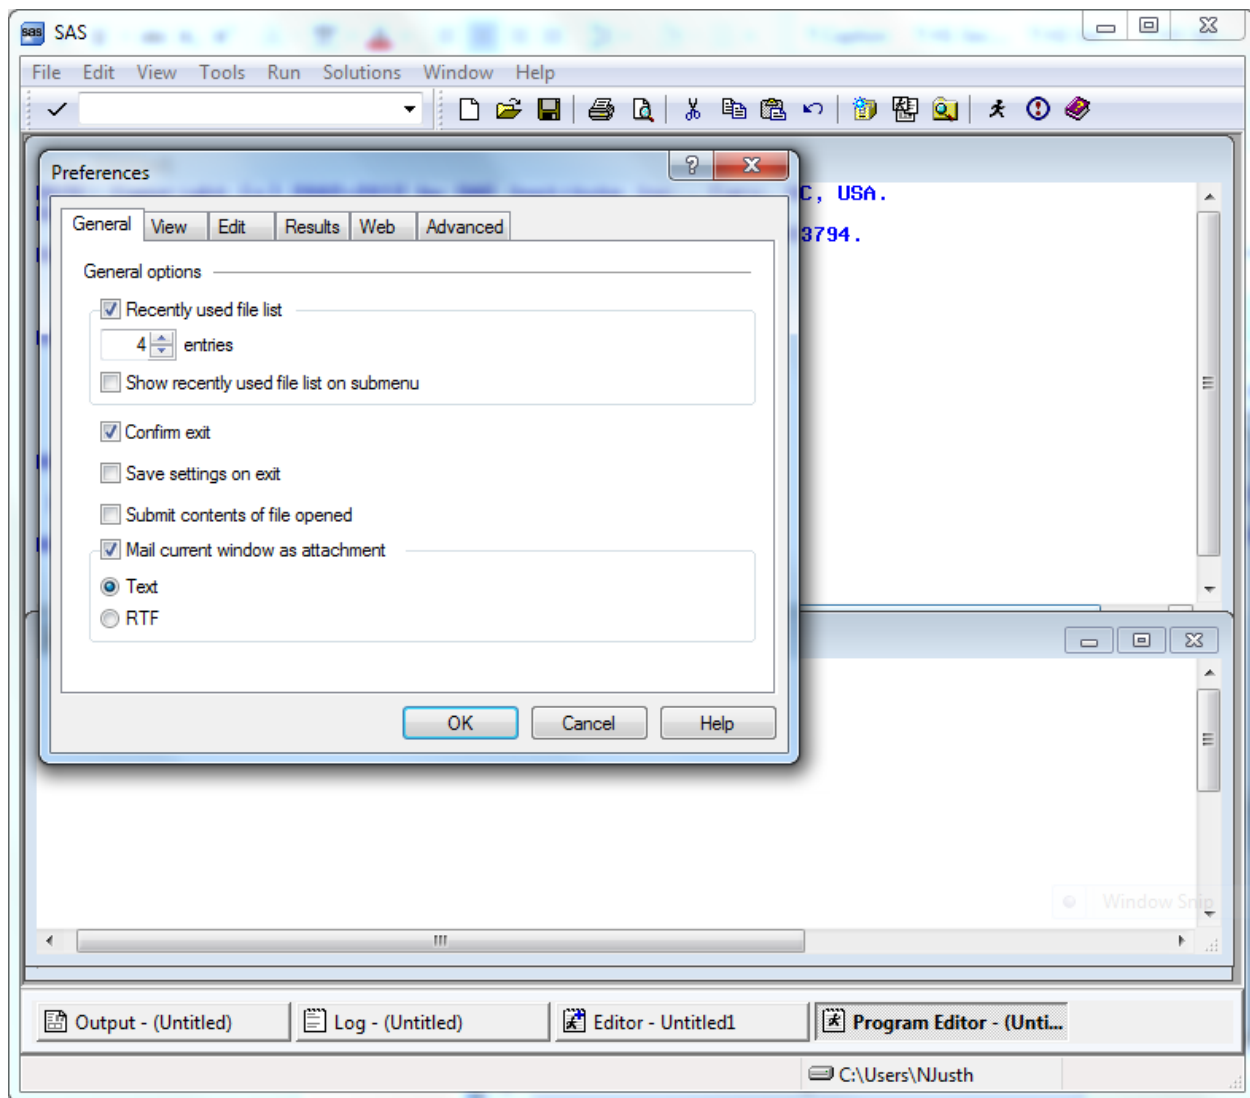 sas SAS
File Edit View Tools Run Solutions Window Help
Preferences
C, USA.
3794.
General View Edit Results Web Advanced
General options
Recently used file list
4 entries
Show recently used file list on submenu
Confirm exit
Save settings on exit
Submit contents of file opened
Mail current window as attachment
Text
RTF
OK Cancel Help
Window Snip
Output - (Untitled) Log - (Untitled) Editor - Untitled1 Program Editor - (Unti...
C:\Users\NJusth